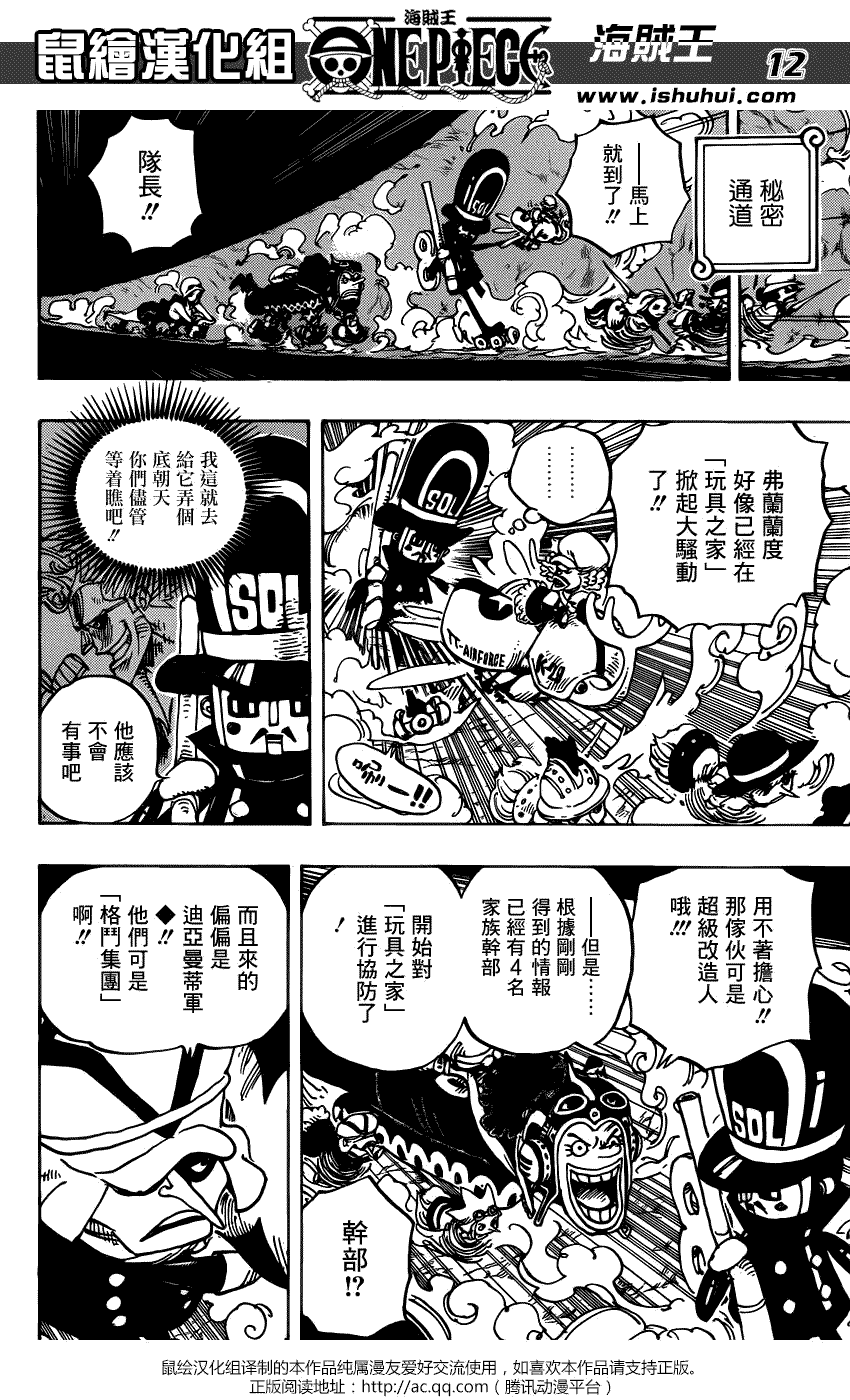 鼠繪漢化組
海賊王
ONE PIECE
海賊王
12
www.ishuhui.com
秘密
通道
——馬上
就到了!!
隊長!!
弗蘭蘭度
好像已經在
「玩具之家」
掀起大騷動
了!!
………
………
iSOL
SOL
TT-AIRFORGE
K-20
我這就去
給它弄個
底朝天
你們儘管
等着瞧吧!!
SOL
他應該
不會
有事吧
用不著擔心!!
那傢伙可是
超級改造人
哦!!!
SOL
——但是……
根據剛剛
得到的情報
已經有4名
家族幹部
開始對
「玩具之家」
進行協防了
!
幹部!?
而且來的
偏偏是
迪亞曼蒂軍
◆!!
他們可是
「格鬥集團」
啊!!
鼠绘汉化组译制的本作品纯属漫友爱好交流使用，如喜欢本作品请支持正版。
正版阅读地址：http://ac.qq.com（腾讯动漫平台）